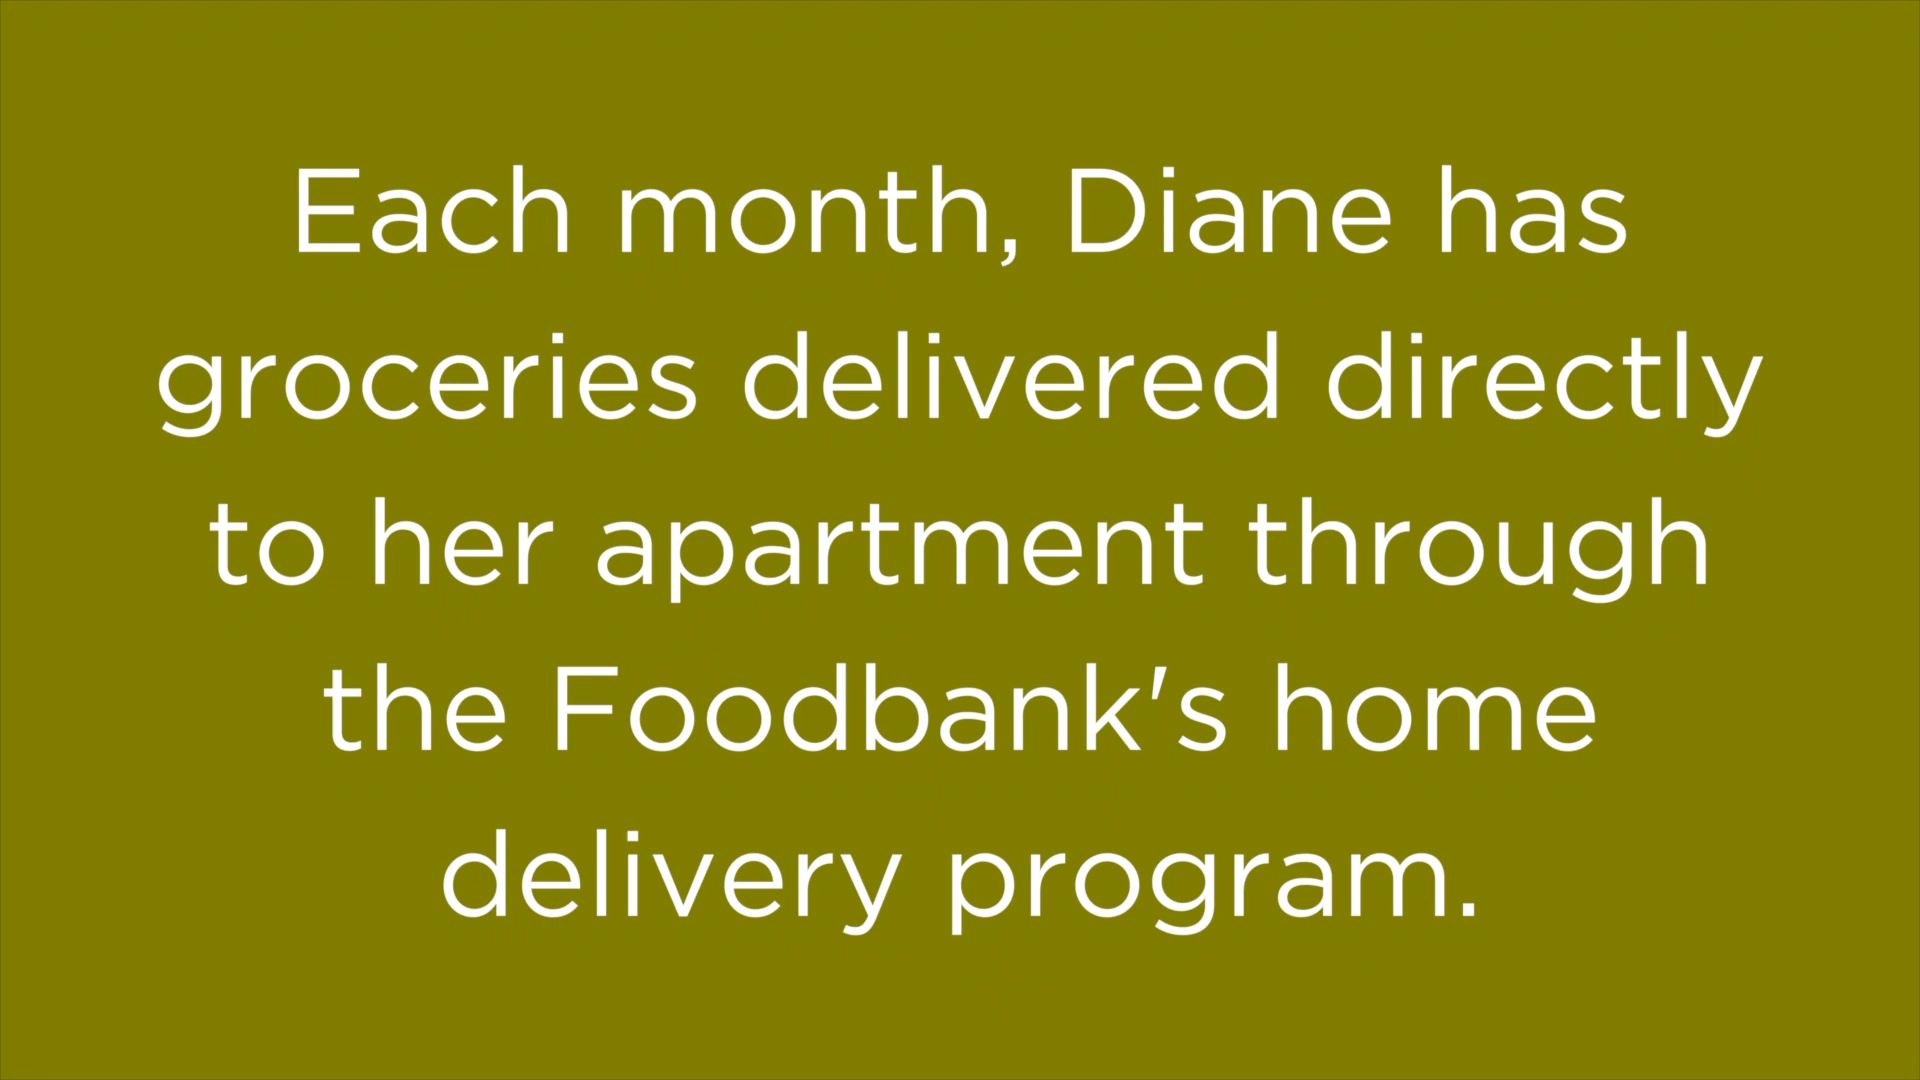 Each month, Diane has
groceries delivered directly
to her apartment through
the Foodbank's home
delivery program.